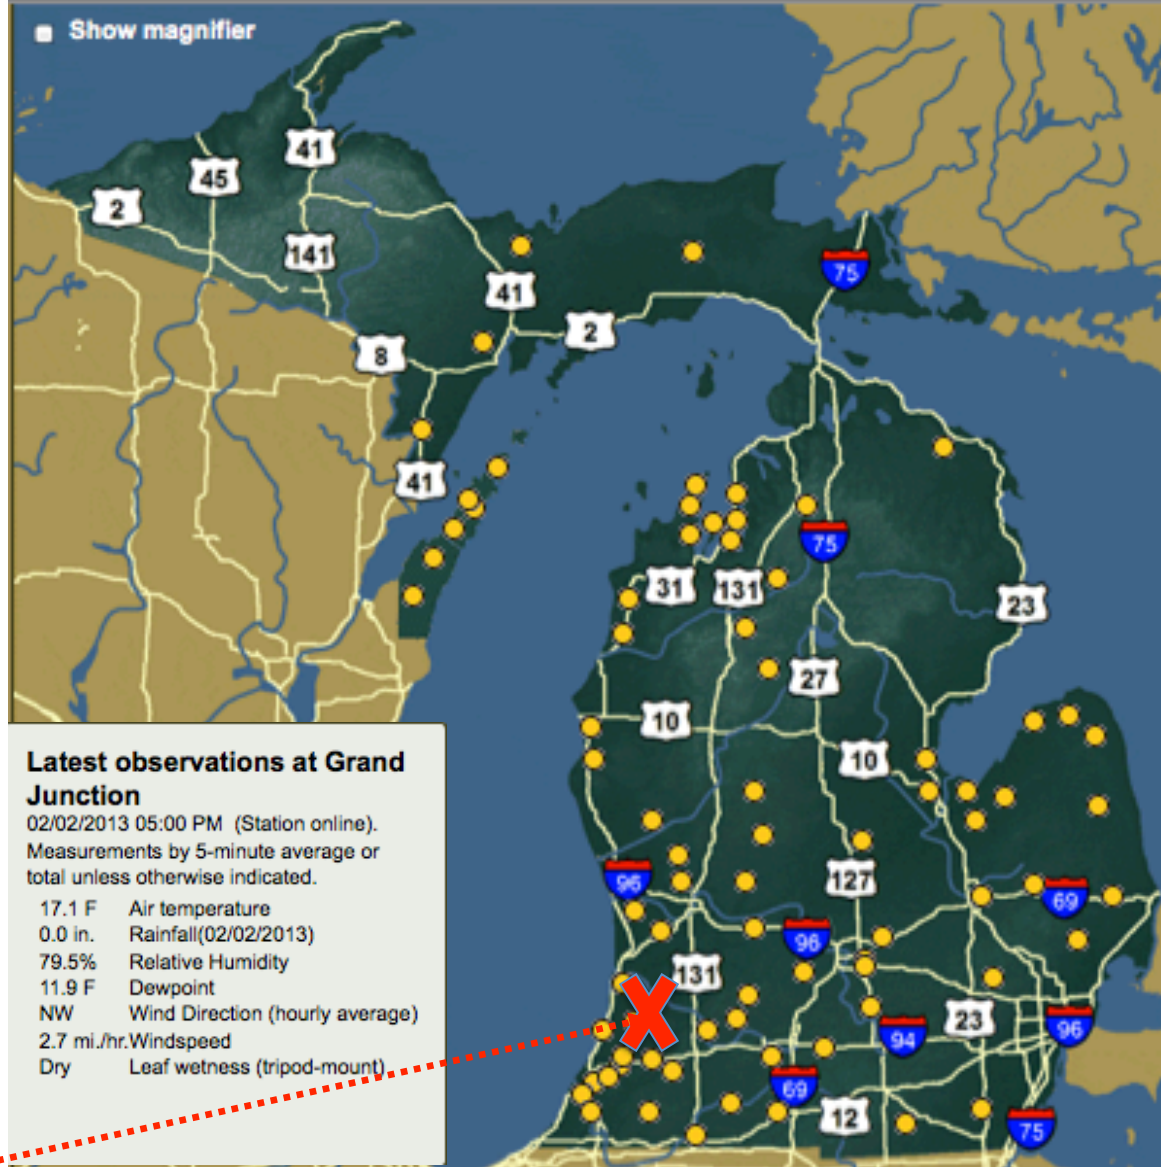 Show magnifier
41
45
2
141
75
41
2
8
41
75
31
131
23
27
10
10
96
127
69
96
131
23
96
94
69
12
75
Latest observations at Grand
Junction
02/02/2013 05:00 PM (Station online).
Measurements by 5-minute average or
total unless otherwise indicated.
17.1 F Air temperature
0.0 in. Rainfall(02/02/2013)
79.5% Relative Humidity
11.9 F Dewpoint
NW Wind Direction (hourly average)
2.7 mi./hr.Windspeed
Dry Leaf wetness (tripod-mount)